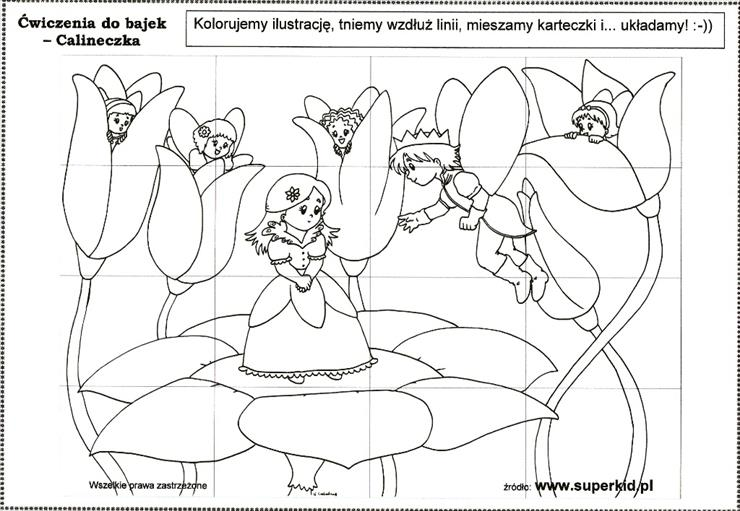 Ćwiczenia do bajek
– Calineczka
Kolorujemy ilustrację, tniemy wzdłuż linii, mieszamy karteczki i... układamy! :-))
Wszelkie prawa zastrzeżone
źródło: www.superkid.pl